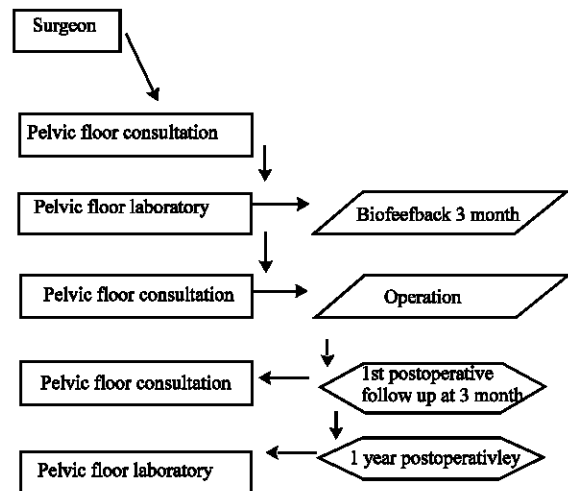 Surgeon
Pelvic floor consultation
Pelvic floor laboratory
Biofeefback 3 month
Pelvic floor consultation
Operation
Pelvic floor consultation
1st postoperative
follow up at 3 month
Pelvic floor laboratory
1 year postoperativley